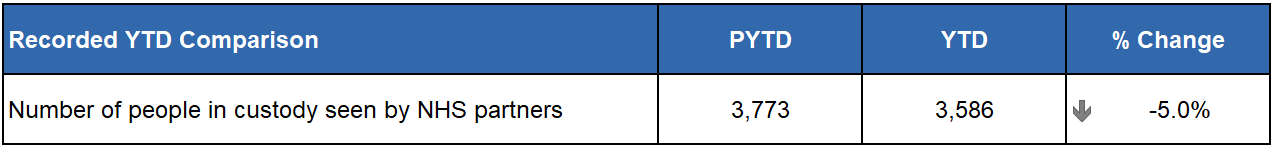 Recorded YTD Comparison PYTD YTD % Change
Number of people in custody seen by NHS partners 3,773 3,586 -5.0%